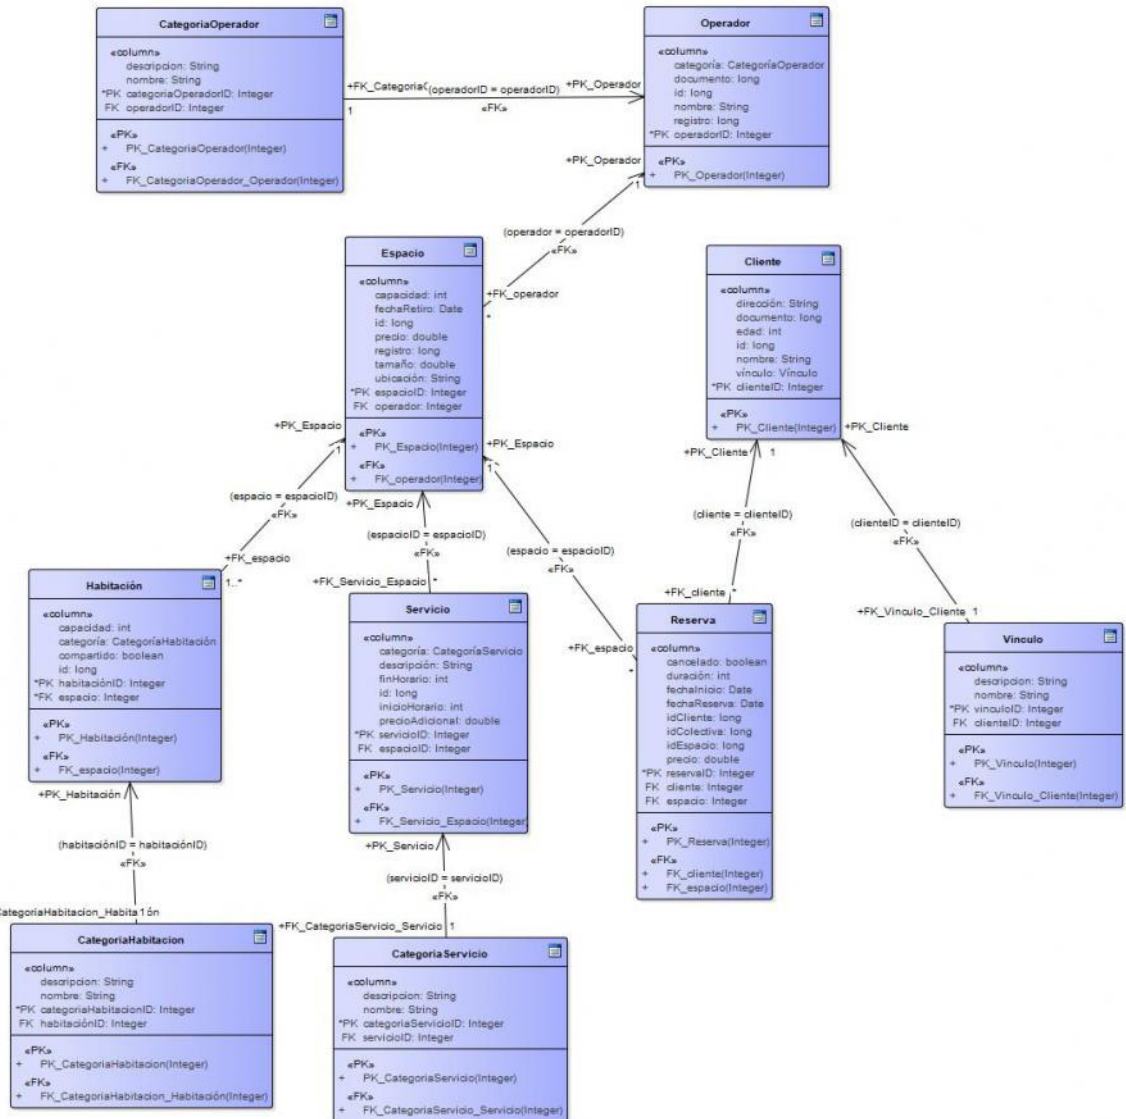 CategoriaOperador
«column»
descripcion: String
nombre: String
*PK categoriaOperadorID: Integer
FK operadorID: Integer
«PK»
+ PK_CategoriaOperador(Integer)
«FK»
+ FK_CategoriaOperador_Operador(Integer)
+FK_CategoriaO
(operadorID = operadorID)
+PK_Operador
1
«FK»
Operador
«column»
categoría: CategoríaOperador
documento: long
id: long
nombre: String
registro: long
*PK operadorID: Integer
«PK»
+ PK_Operador(Integer)
+PK_Operador
1
(operador = operadorID)
«FK»
+FK_operador
*
Espacio
«column»
capacidad: int
fechaRetiro: Date
id: long
precio: double
registro: long
tamaño: double
ubicación: String
*PK espacioID: Integer
FK operador: Integer
«PK»
+ PK_Espacio(Integer)
«FK»
+ FK_operador(Integer)
Cliente
«column»
dirección: String
documento: long
edad: int
id: long
nombre: String
vínculo: Vínculo
*PK clienteID: Integer
«PK»
+ PK_Cliente(Integer)
+PK_Espacio
1
(espacio = espacioID)
«FK»
+FK_espacio
1..*
+PK_Espacio
(espacioID = espacioID)
«FK»
+FK_Servicio_Espacio *
+PK_Espacio
1
(espacio = espacioID)
«FK»
+FK_espacio
*
+PK_Cliente 1
(cliente = clienteID)
«FK»
+FK_cliente *
+PK_Cliente
(clienteID = clienteID)
«FK»
+FK_Vinculo_Cliente 1
Habitación
«column»
capacidad: int
categoría: CategoríaHabitación
compartido: boolean
id: long
*PK habitaciónID: Integer
*FK espacio: Integer
«PK»
+ PK_Habitación(Integer)
«FK»
+ FK_espacio(Integer)
Servicio
«column»
categoría: CategoríaServicio
descripción: String
finHorario: int
id: long
inicioHorario: int
precioAdicional: double
*PK servicioID: Integer
FK espacioID: Integer
«PK»
+ PK_Servicio(Integer)
«FK»
+ FK_Servicio_Espacio(Integer)
Reserva
«column»
cancelado: boolean
duración: int
fechaInicio: Date
fechaReserva: Date
idCliente: long
idColectiva: long
idEspacio: long
precio: double
*PK reservaID: Integer
FK cliente: Integer
FK espacio: Integer
«PK»
+ PK_Reserva(Integer)
«FK»
+ FK_cliente(Integer)
+ FK_espacio(Integer)
Vinculo
«column»
descripcion: String
nombre: String
*PK vinculoID: Integer
FK clienteID: Integer
«PK»
+ PK_Vinculo(Integer)
«FK»
+ FK_Vinculo_Cliente(Integer)
+PK_Habitación
(habitaciónID = habitaciónID)
«FK»
CategoriaHabitacion_Habita1ón
+PK_Servicio
(servicioID = servicioID)
«FK»
+FK_CategoriaServicio_Servicio 1
CategoriaHabitacion
«column»
descripcion: String
nombre: String
*PK categoriaHabitacionID: Integer
FK habitaciónID: Integer
«PK»
+ PK_CategoriaHabitacion(Integer)
«FK»
+ FK_CategoriaHabitacion_Habitación(Integer)
CategoriaServicio
«column»
descripcion: String
nombre: String
*PK categoriaServicioID: Integer
FK servicioID: Integer
«PK»
+ PK_CategoriaServicio(Integer)
«FK»
+ FK_CategoriaServicio_Servicio(Integer)